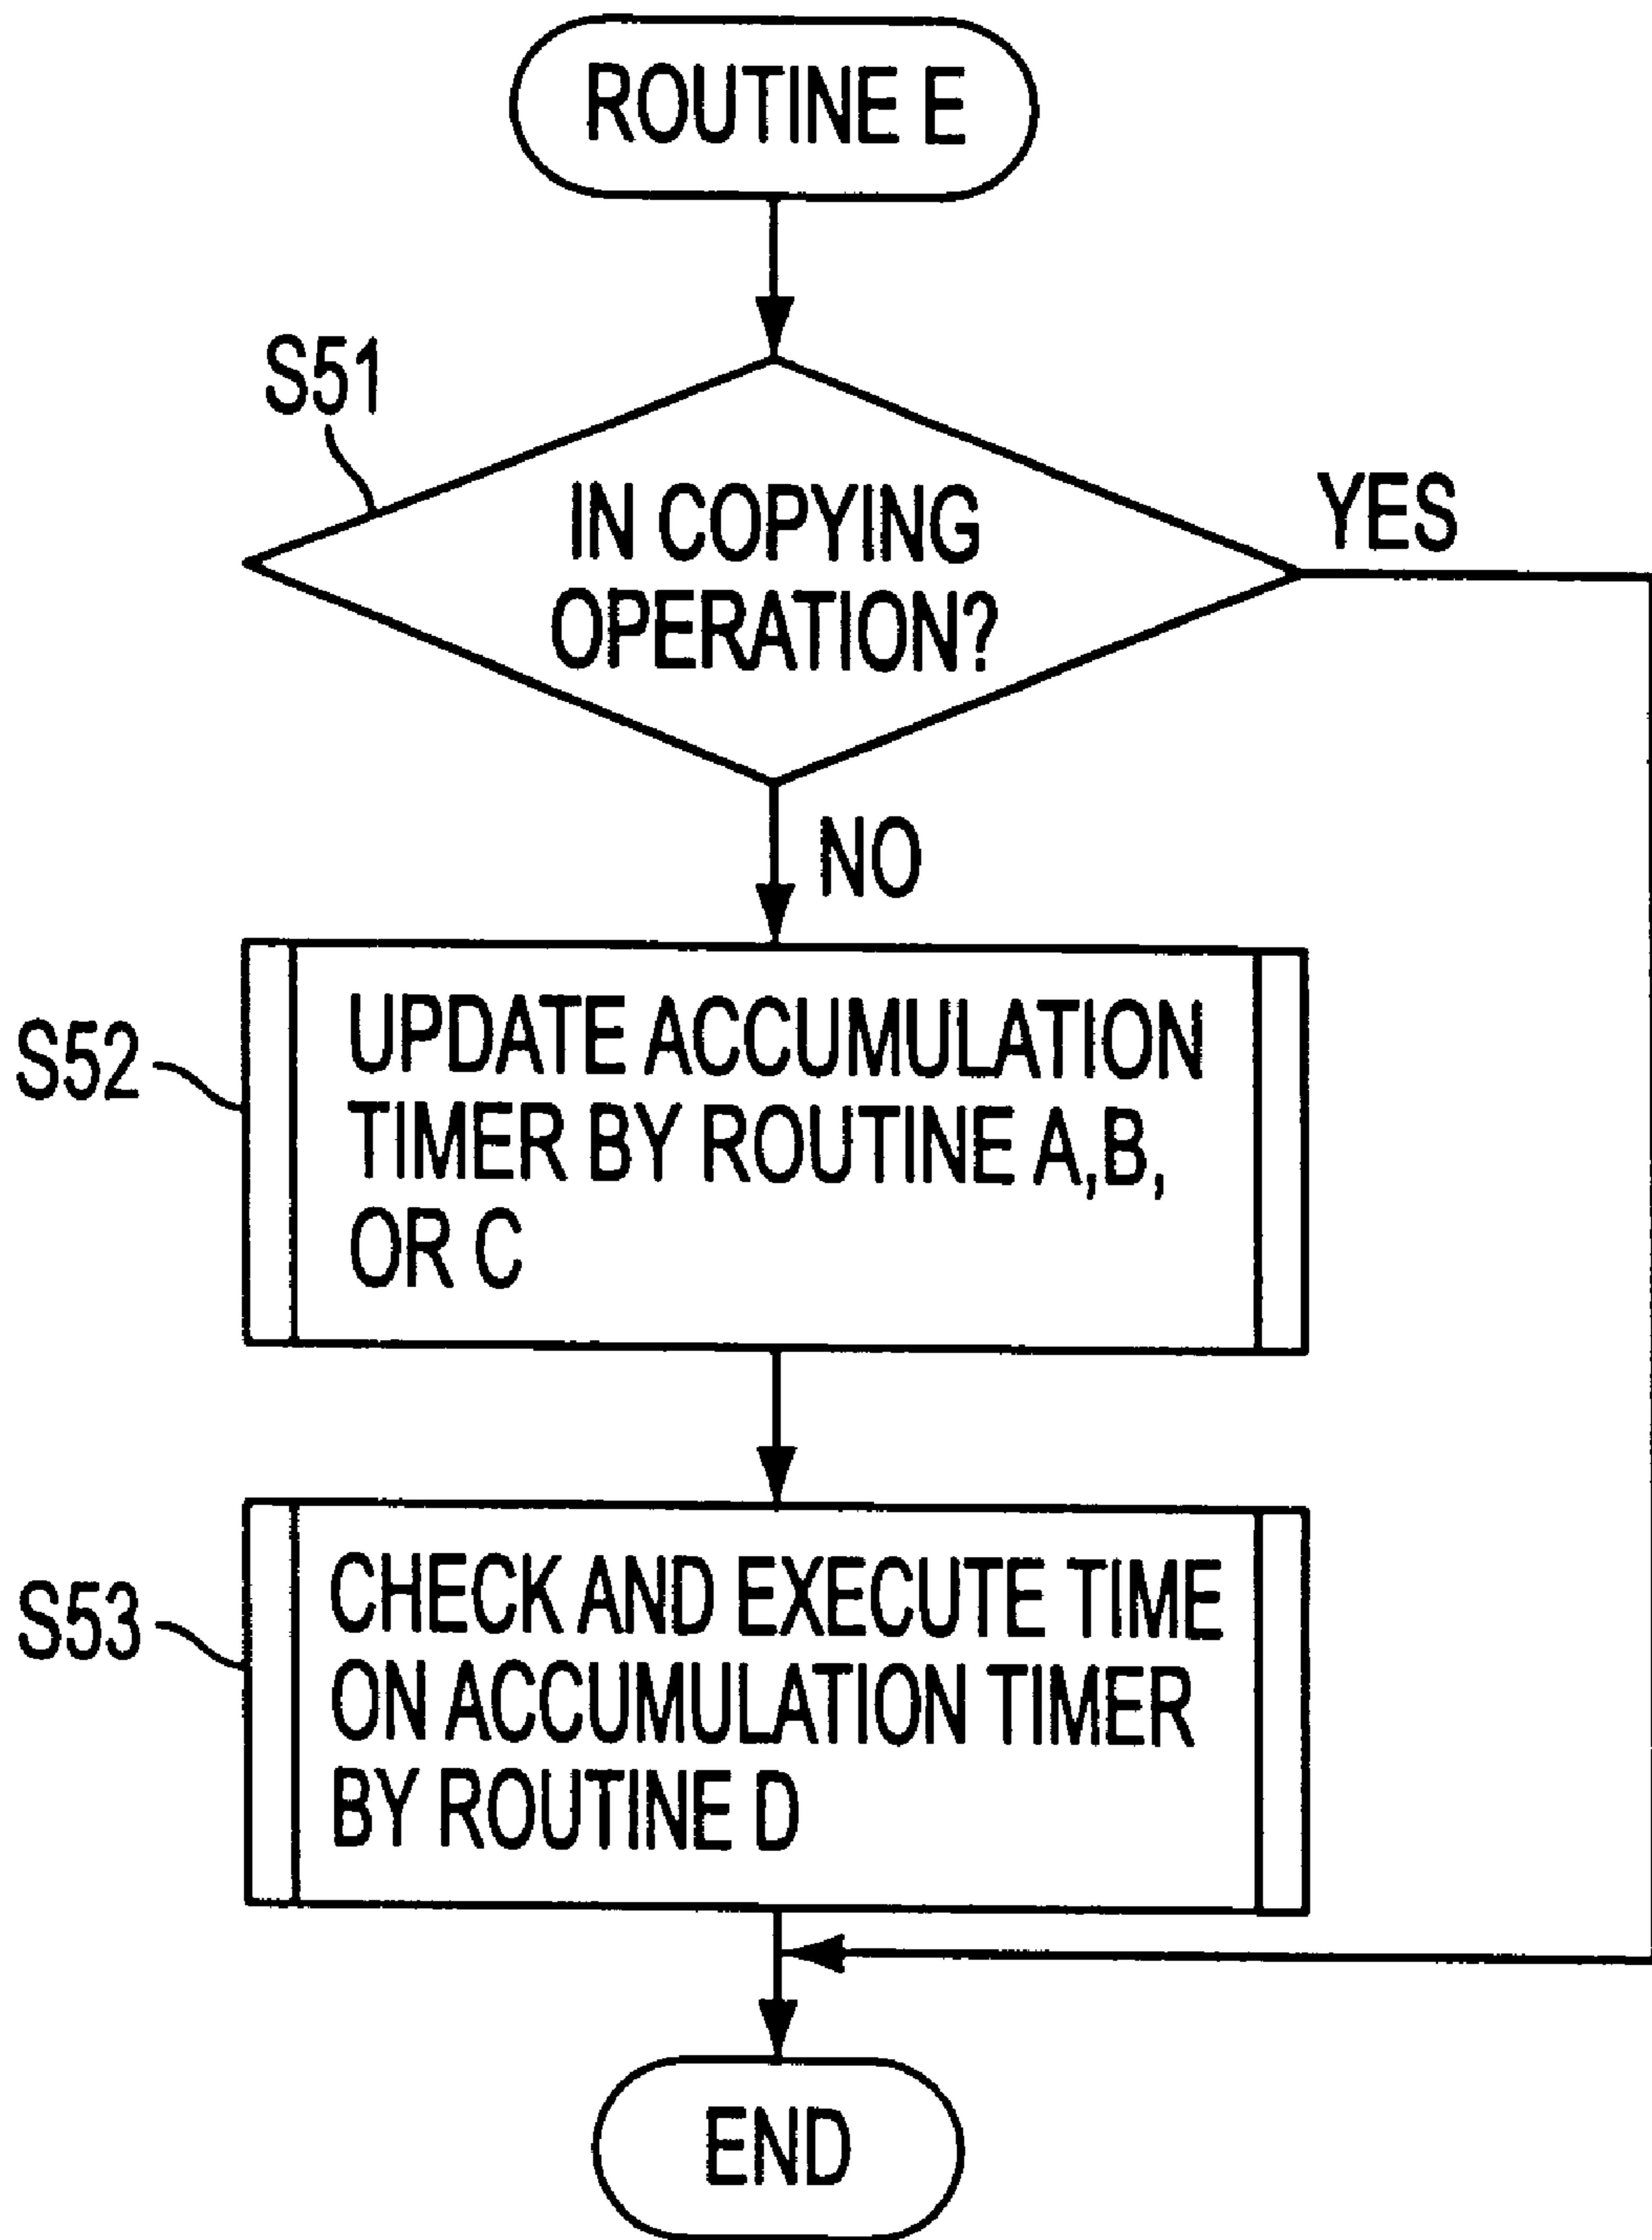 ROUTINE E
S51
IN COPYING
OPERATION?
YES
NO
S52
UPDATE ACCUMULATION
TIMER BY ROUTINE A,B,
OR C
S53
CHECK AND EXECUTE TIME
ON ACCUMULATION TIMER
BY ROUTINE D
END